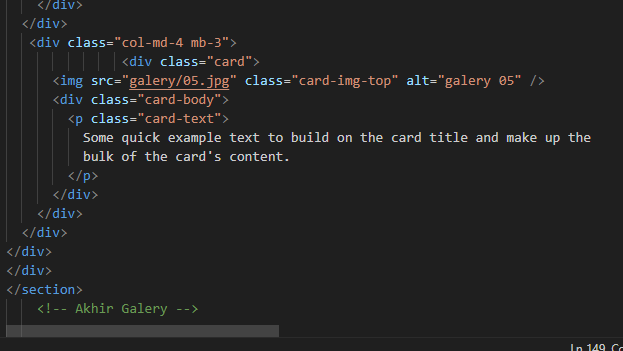 </div>
</div>
<div class="col-md-4 mb-3">
<div class="card">
<img src="galery/05.jpg" class="card-img-top" alt="galery 05" />
<div class="card-body">
<p class="card-text">
Some quick example text to build on the card title and make up the
bulk of the card's content.
</p>
</div>
</div>
</div>
</div>
</div>
</section>
<!-- Akhir Galery -->
Ln 149, Co